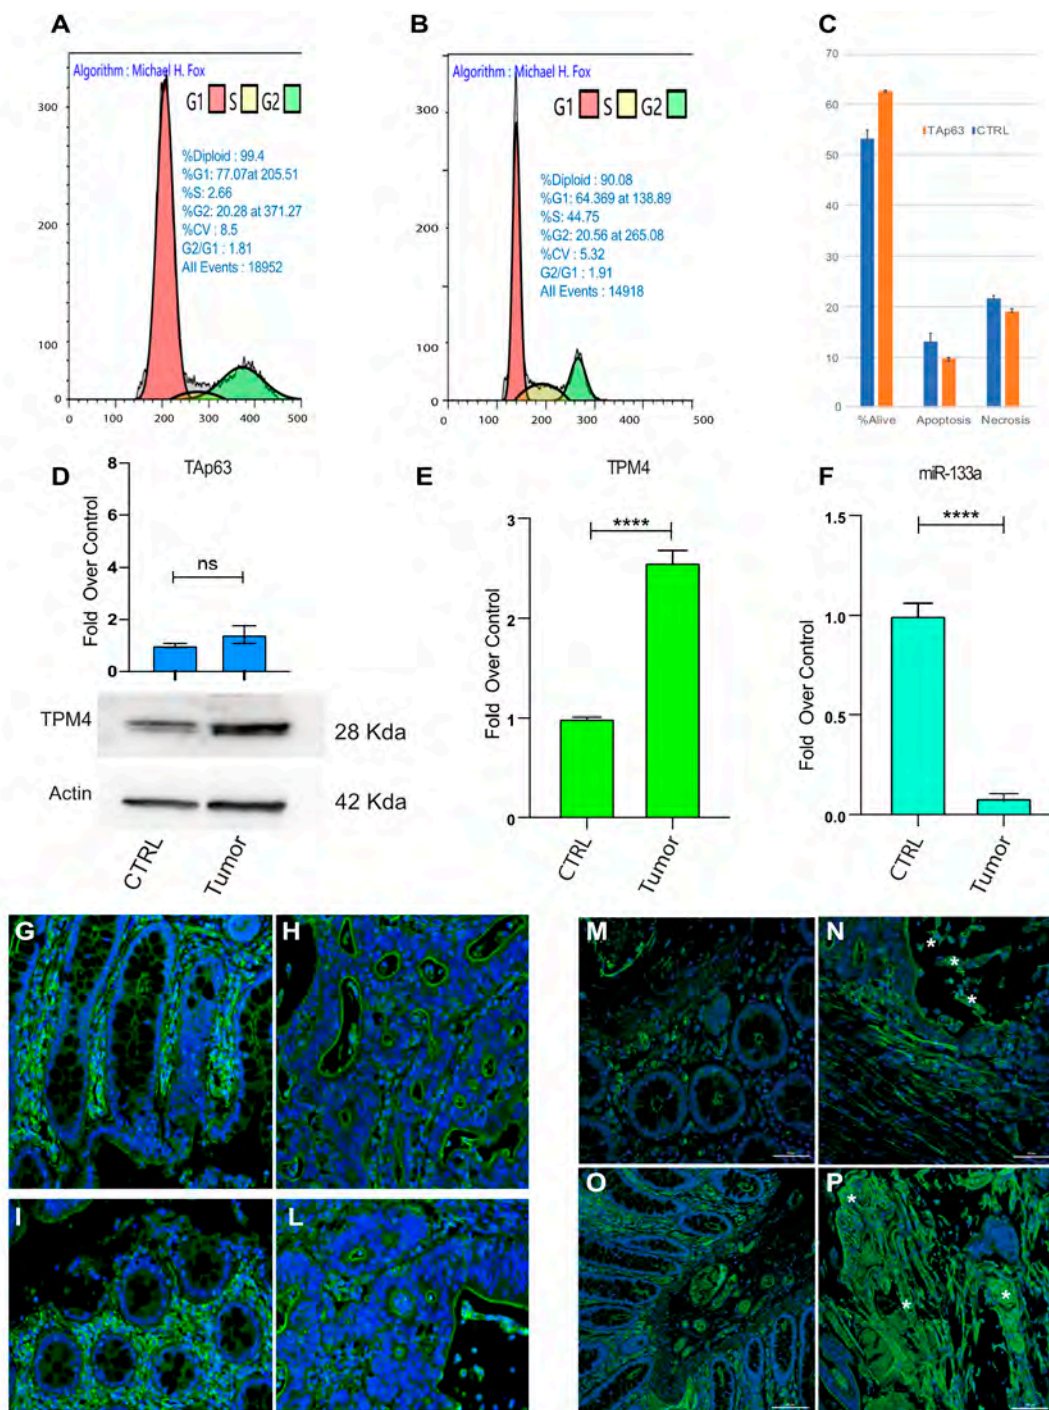 A
Algorithm : Michael H. Fox
G1 S G2
%Diploid : 99.4
%G1: 77.07at 205.51
%S: 2.66
%G2: 20.28 at 371.27
%CV : 8.5
G2/G1 : 1.81
All Events : 18952
300
200
100
0
0 100 200 300 400 500
B
Algorithm : Michael H. Fox
G1 S G2
%Diploid : 90.08
%G1: 64.369 at 138.89
%S: 44.75
%G2: 20.56 at 265.08
%CV : 5.32
G2/G1 : 1.91
All Events : 14918
300
200
100
0
0 100 200 300 400 500
C
70
60
50
40
30
20
10
0
TAp63 CTRL
%Alive Apoptosis Necrosis
D
TAp63
Fold Over Control
8
6
4
2
0
ns
TPM4
28 Kda
Actin
42 Kda
CTRL
Tumor
E
TPM4
Fold Over Control
3
2
1
0
****
CTRL
Tumor
F
miR-133a
Fold Over Control
1.5
1.0
0.5
0.0
****
CTRL
Tumor
G
H
I
L
M
N
* * *
O
P
* * *